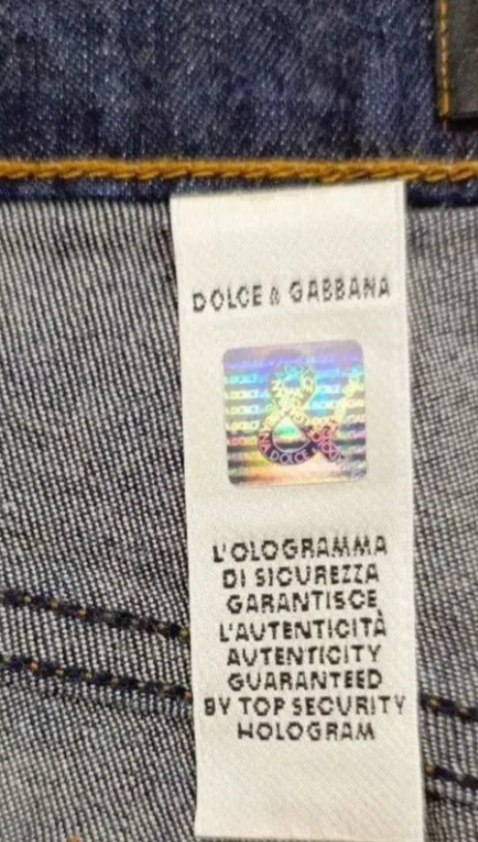 DOLCE & GABBANA
&
L'OLOGRAMMA
DI SICUREZZA
GARANTISCE
L'AUTENTICITÀ
AUTENTICITY
GUARANTEED
BY TOP SECURITY
HOLOGRAM